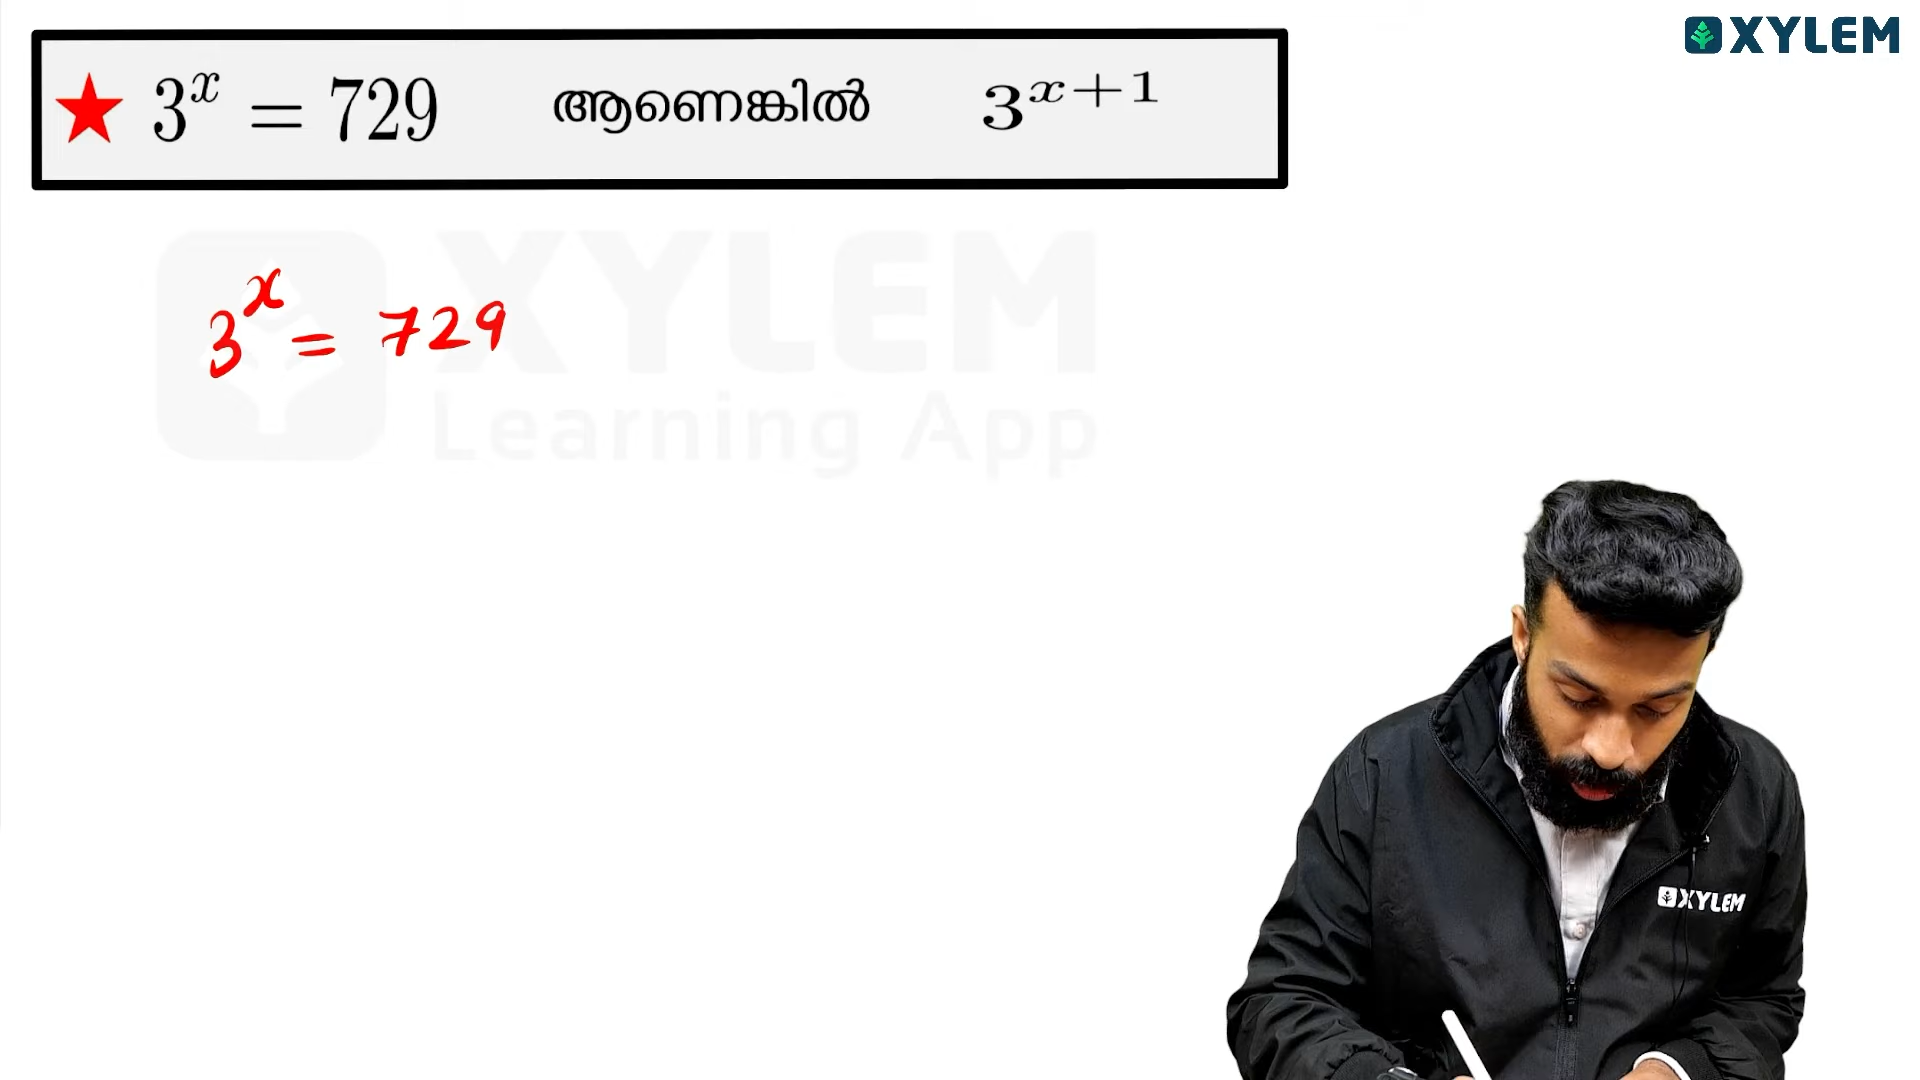 XYLEM
★ 3^x = 729 ആണെങ്കിൽ 3^{x+1}
XYLEM
Learning App
3^x = 729
XYLEM